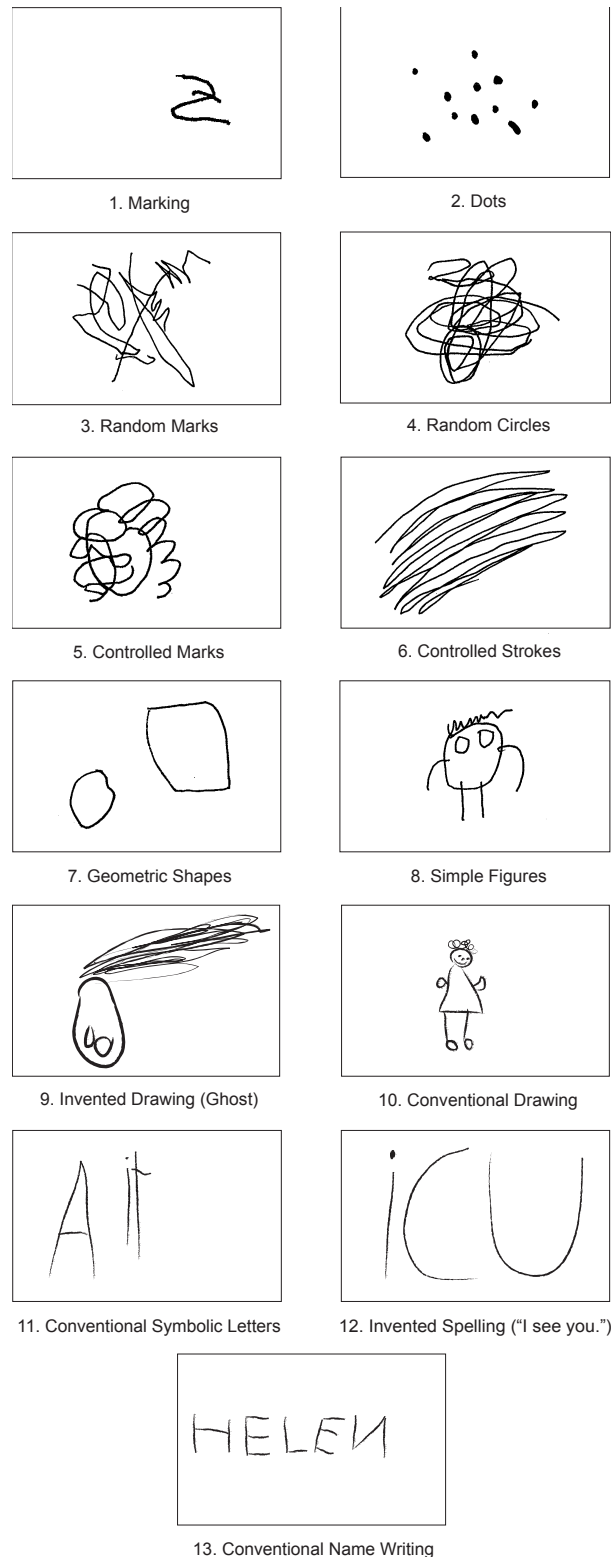 1. Marking
2. Dots
3. Random Marks
4. Random Circles
5. Controlled Marks
6. Controlled Strokes
7. Geometric Shapes
8. Simple Figures
9. Invented Drawing (Ghost)
10. Conventional Drawing
A it
11. Conventional Symbolic Letters
iCU
12. Invented Spelling (“I see you.”)
HELEN
13. Conventional Name Writing